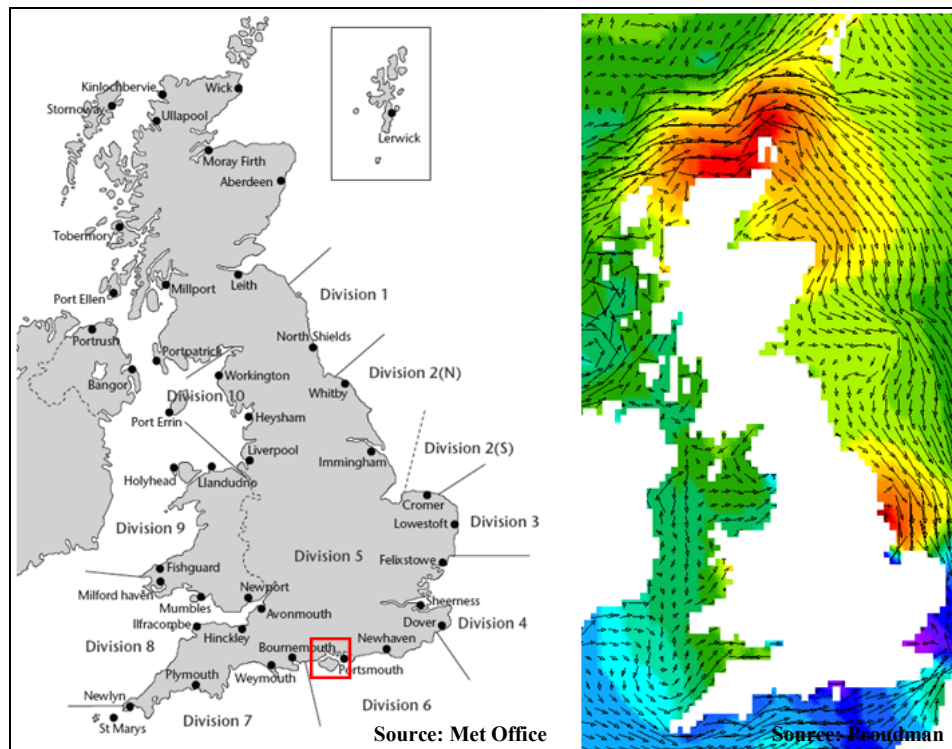 Kinlochbervie
Wick
Stornoway
Ullapool
Lerwick
Moray Firth
Aberdeen
Tobermory
Leith
Millport
Division 1
Port Ellen
Portrush
North Shields
Portpatrick
Workington
Division 2(N)
Bangor
Whitby
Division 10
Port Errin
Heysham
Liverpool
Immingham
Division 2(S)
Holyhead
Llandudno
Cromer
Division 9
Lowestoft
Division 3
Division 5
Felixstowe
Fishguard
Milford haven
Newport
Mumbles
Sheerness
Avonmouth
Ilfracombe
Dover
Division 4
Hinckley
Newhaven
Division 8
Bournemouth
Portsmouth
Plymouth
Weymouth
Newlyn
Division 6
St Marys
Division 7
Source: Met Office
Source: Proudman